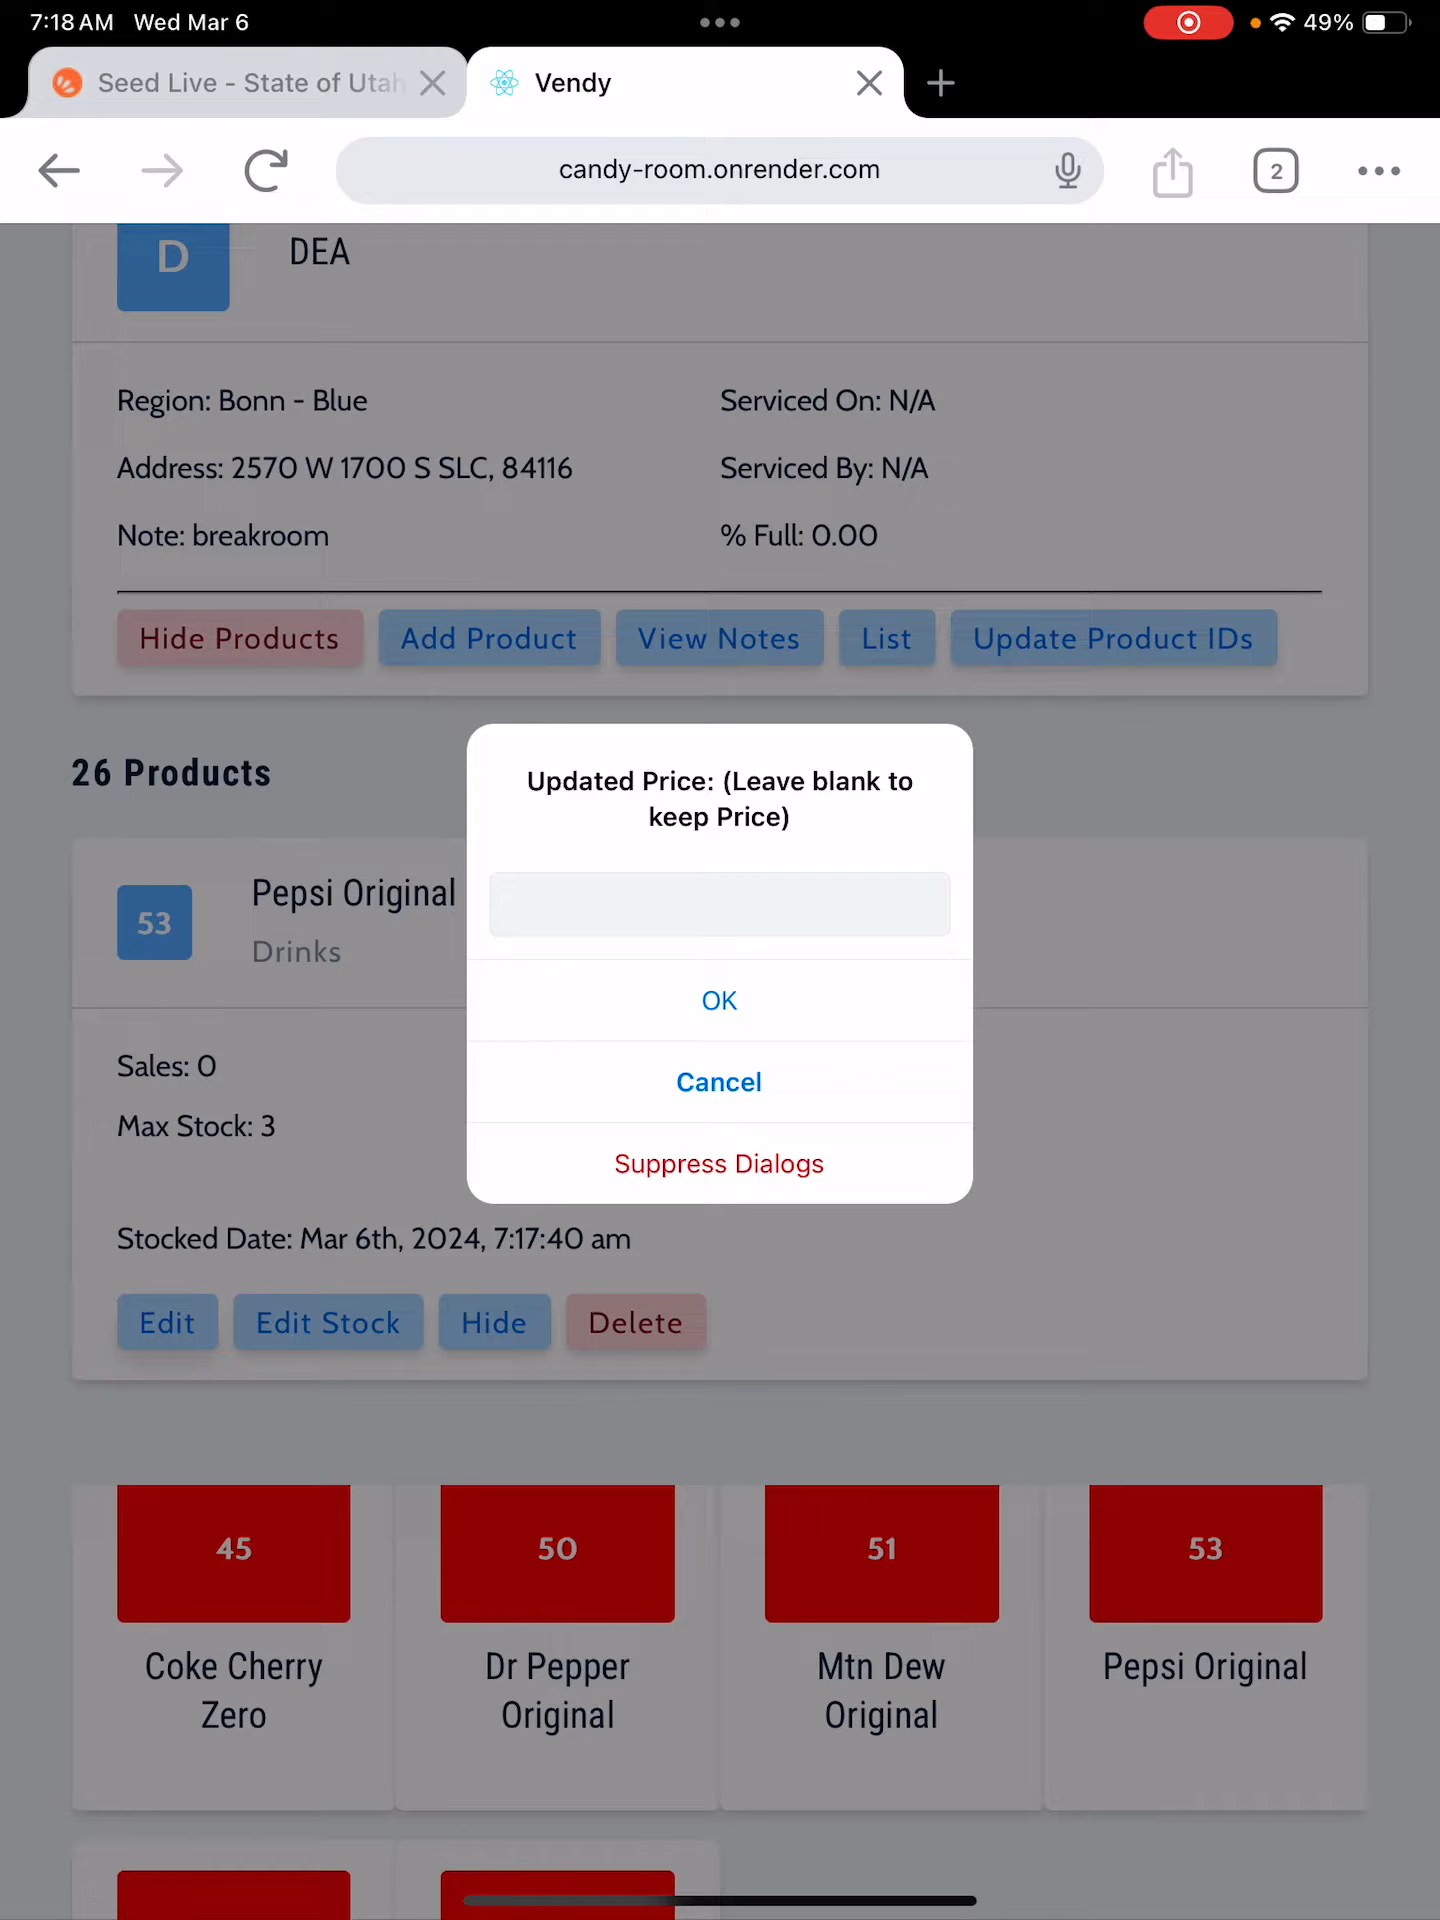 7:18 AM Wed Mar 6
49%
Seed Live - State of Utah
Vendy
candy-room.onrender.com
2
D
DEA
Region: Bonn - Blue
Serviced On: N/A
Address: 2570 W 1700 S SLC, 84116
Serviced By: N/A
Note: breakroom
% Full: 0.00
Hide Products
Add Product
View Notes
List
Update Product IDs
26 Products
Updated Price: (Leave blank to
keep Price)
OK
Cancel
Suppress Dialogs
53
Pepsi Original
Drinks
Sales: 0
Max Stock: 3
Stocked Date: Mar 6th, 2024, 7:17:40 am
Edit
Edit Stock
Hide
Delete
45
50
51
53
Coke Cherry
Zero
Dr Pepper
Original
Mtn Dew
Original
Pepsi Original